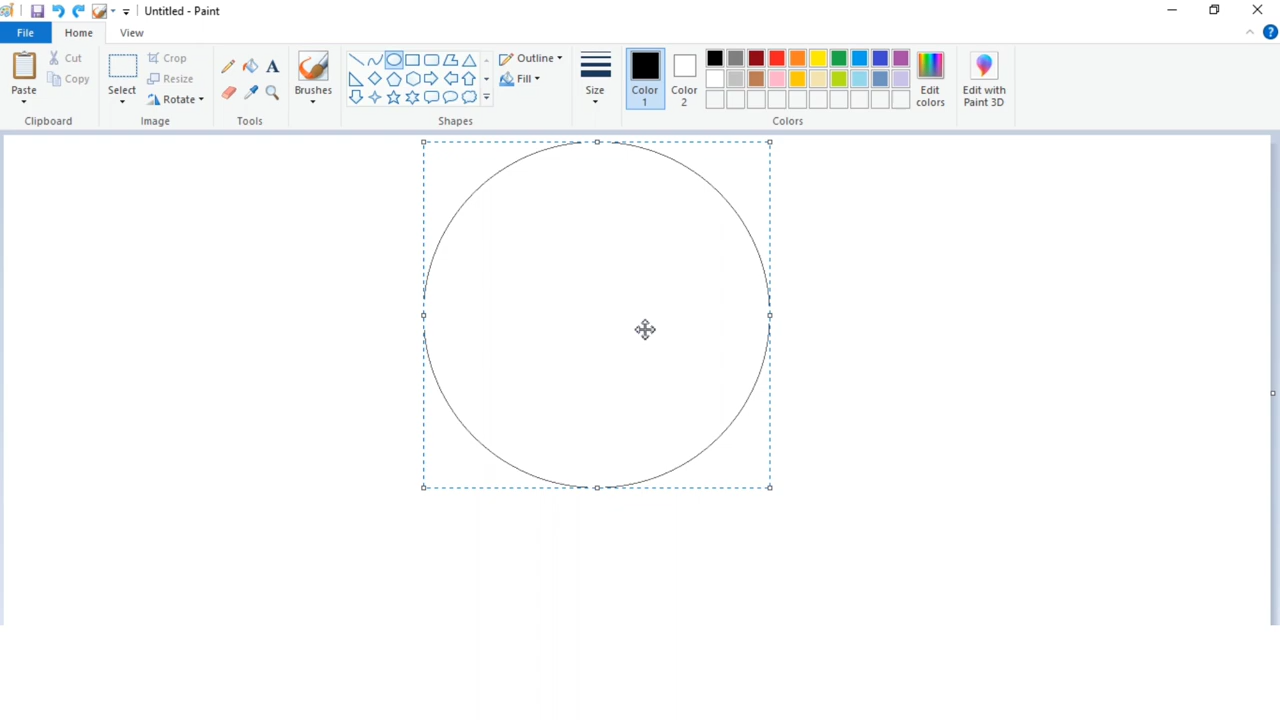 Untitled - Paint
File Home View
Paste
Cut
Copy
Clipboard
Select
Crop
Resize
Rotate
Image
A
Tools
Brushes
Shapes
Outline
Fill
Size
Color 1
Color 2
Edit colors
Colors
Edit with Paint 3D
?